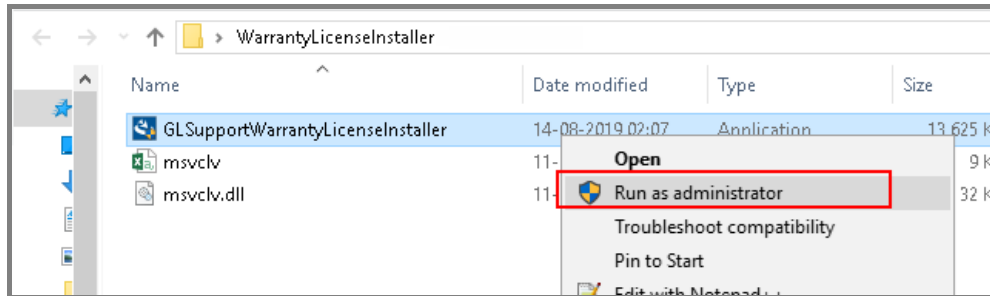 WarrantyLicenseInstaller
Name Date modified Type Size
GLSupportWarrantyLicenseInstaller 14-08-2019 02:07 Application 13 625 K
msvclv 11- 9 K
msvclv.dll 11- 32 K
Open
Run as administrator
Troubleshoot compatibility
Pin to Start
Edit with Notepad++